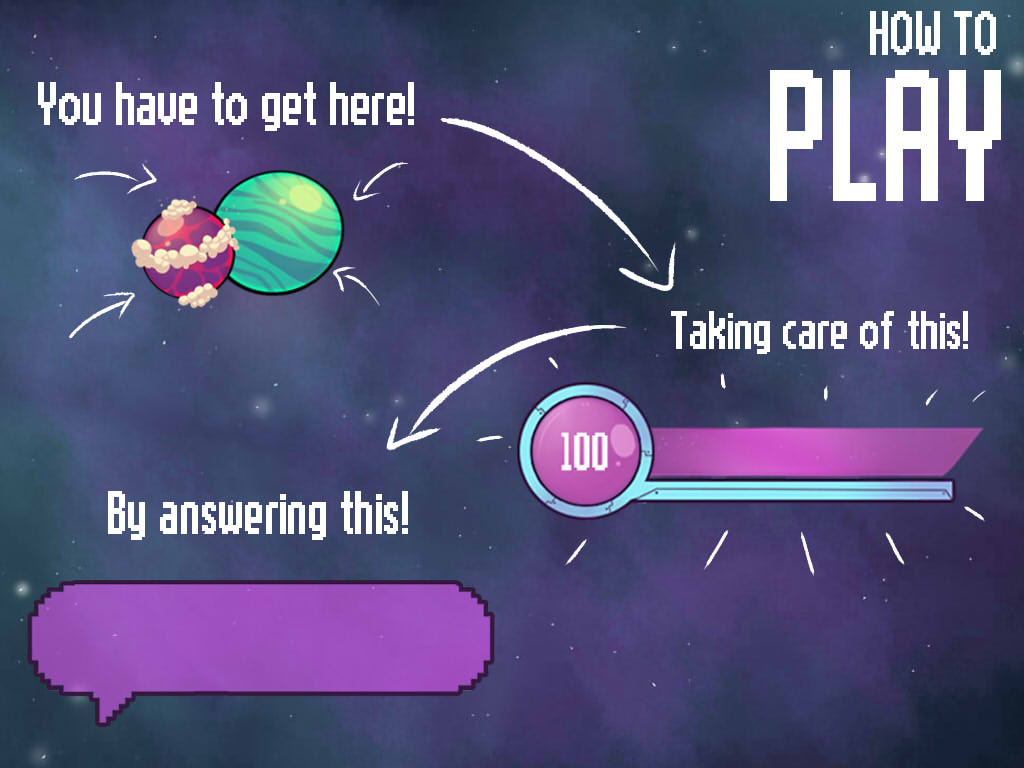 HOW TO
PLAY
You have to get here!
Taking care of this!
100
By answering this!